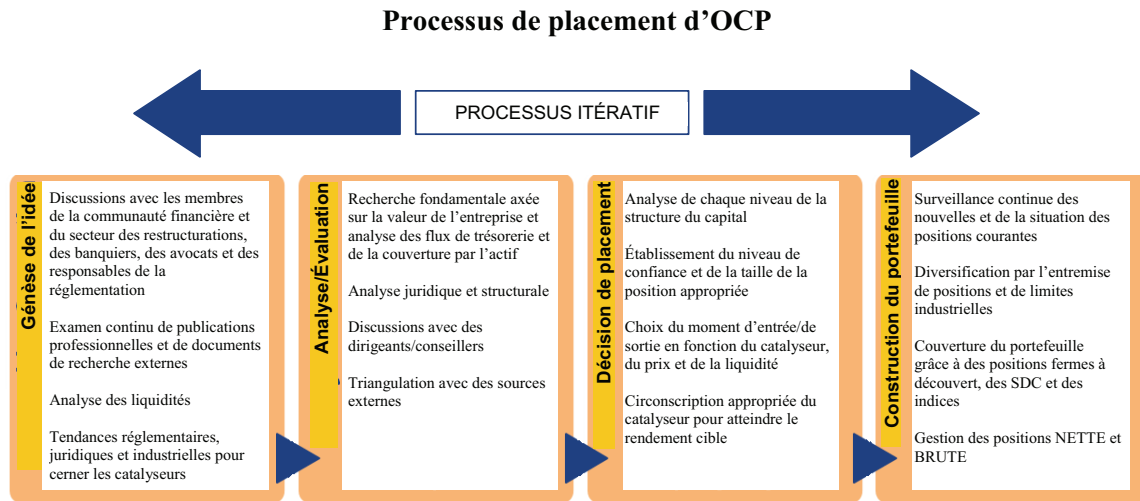 Processus de placement d'OCP
PROCESSUS ITÉRATIF
Génèse de l'idée
Discussions avec les membres
de la communauté financière et
du secteur des restructurations,
des banquiers, des avocats et des
responsables de la
réglementation
Examen continu de publications
professionnelles et de documents
de recherche externes
Analyse des liquidités
Tendances réglementaires,
juridiques et industrielles pour
cerner les catalyseurs
Analyse/Évaluation
Recherche fondamentale axée
sur la valeur de l'entreprise et
analyse des flux de trésorerie et
de la couverture par l'actif
Analyse juridique et structurale
Discussions avec des
dirigeants/conseillers
Triangulation avec des sources
externes
Décision de placement
Analyse de chaque niveau de la
structure du capital
Établissement du niveau de
confiance et de la taille de la
position appropriée
Choix du moment d'entrée/de
sortie en fonction du catalyseur,
du prix et de la liquidité
Circonscription appropriée du
catalyseur pour atteindre le
rendement cible
Construction du portefeuille
Surveillance continue des
nouvelles et de la situation des
positions courantes
Diversification par l'entremise
de positions et de limites
industrielles
Couverture du portefeuille
grâce à des positions fermes à
découvert, des SDC et des
indices
Gestion des positions NETTE et
BRUTE